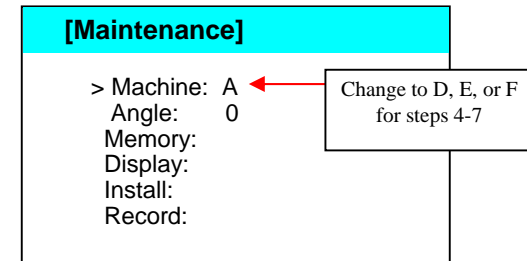 [Maintenance]
> Machine: A
Angle: 0
Memory:
Display:
Install:
Record:
Change to D, E, or F
for steps 4-7